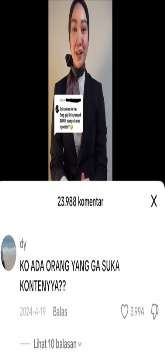 23.988 komentar
dy
KO ADA ORANG YANG GA SUKA
KONTENYYA??
2024-4-19 Balas
3.994
Lihat 10 balasan